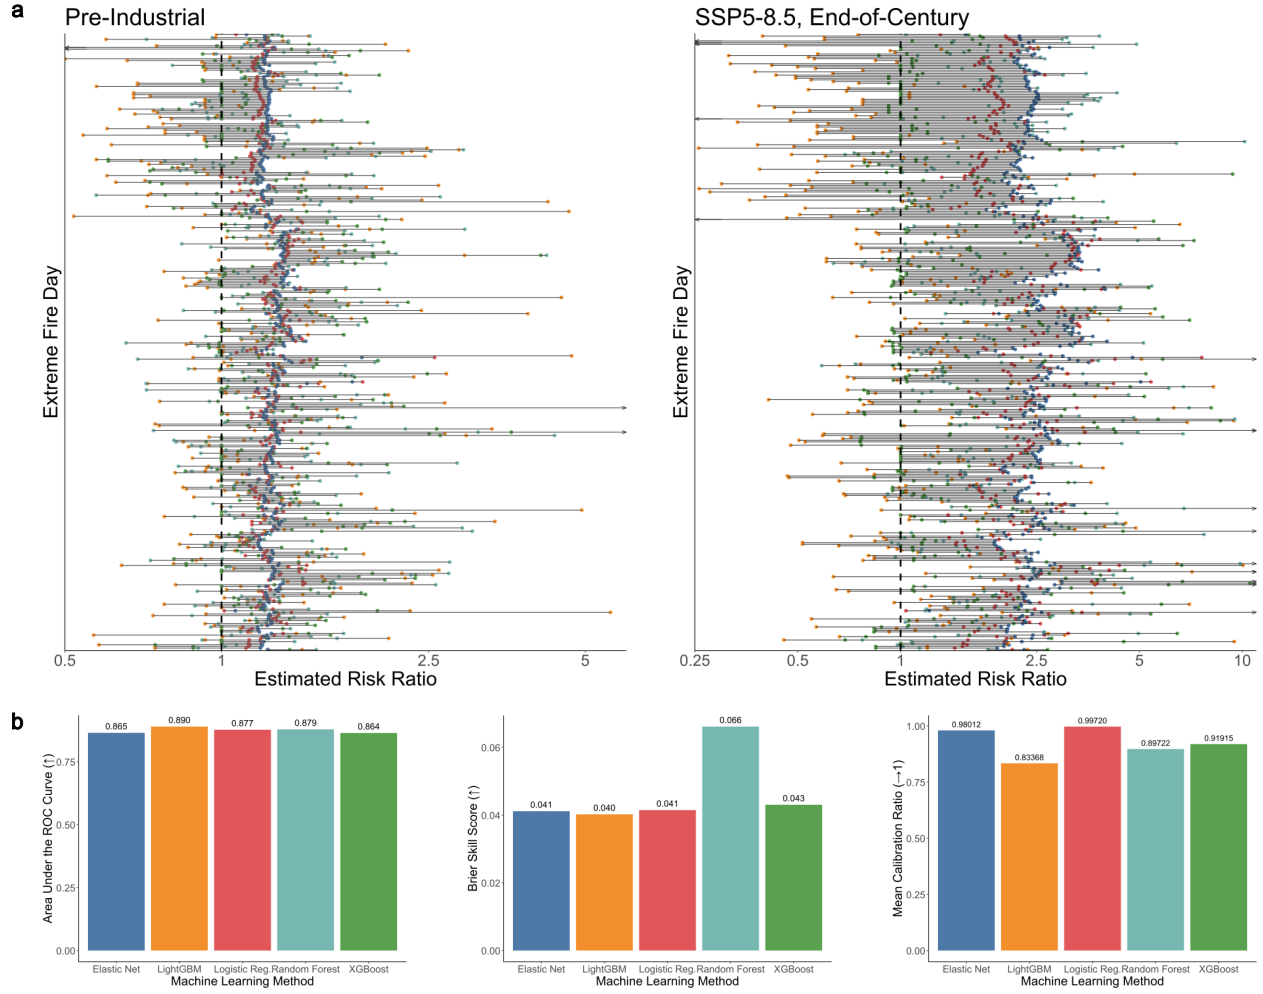 a
Pre-Industrial
SSP5-8.5, End-of-Century
Extreme Fire Day
Extreme Fire Day
0.5 1 2.5 5
0.25 0.5 1 2.5 5 10
Estimated Risk Ratio
Estimated Risk Ratio
b
Area Under the ROC Curve (↑)
0.75
0.50
0.25
0.00
0.865 0.890 0.877 0.879 0.864
Elastic Net LightGBM Logistic Reg. Random Forest XGBoost
Machine Learning Method
Brier Skill Score (↑)
0.06
0.04
0.02
0.00
0.041 0.040 0.041 0.066 0.043
Elastic Net LightGBM Logistic Reg. Random Forest XGBoost
Machine Learning Method
Mean Calibration Ratio (→1)
1.00
0.75
0.50
0.25
0.00
0.98012 0.83368 0.99720 0.89722 0.91915
Elastic Net LightGBM Logistic Reg. Random Forest XGBoost
Machine Learning Method